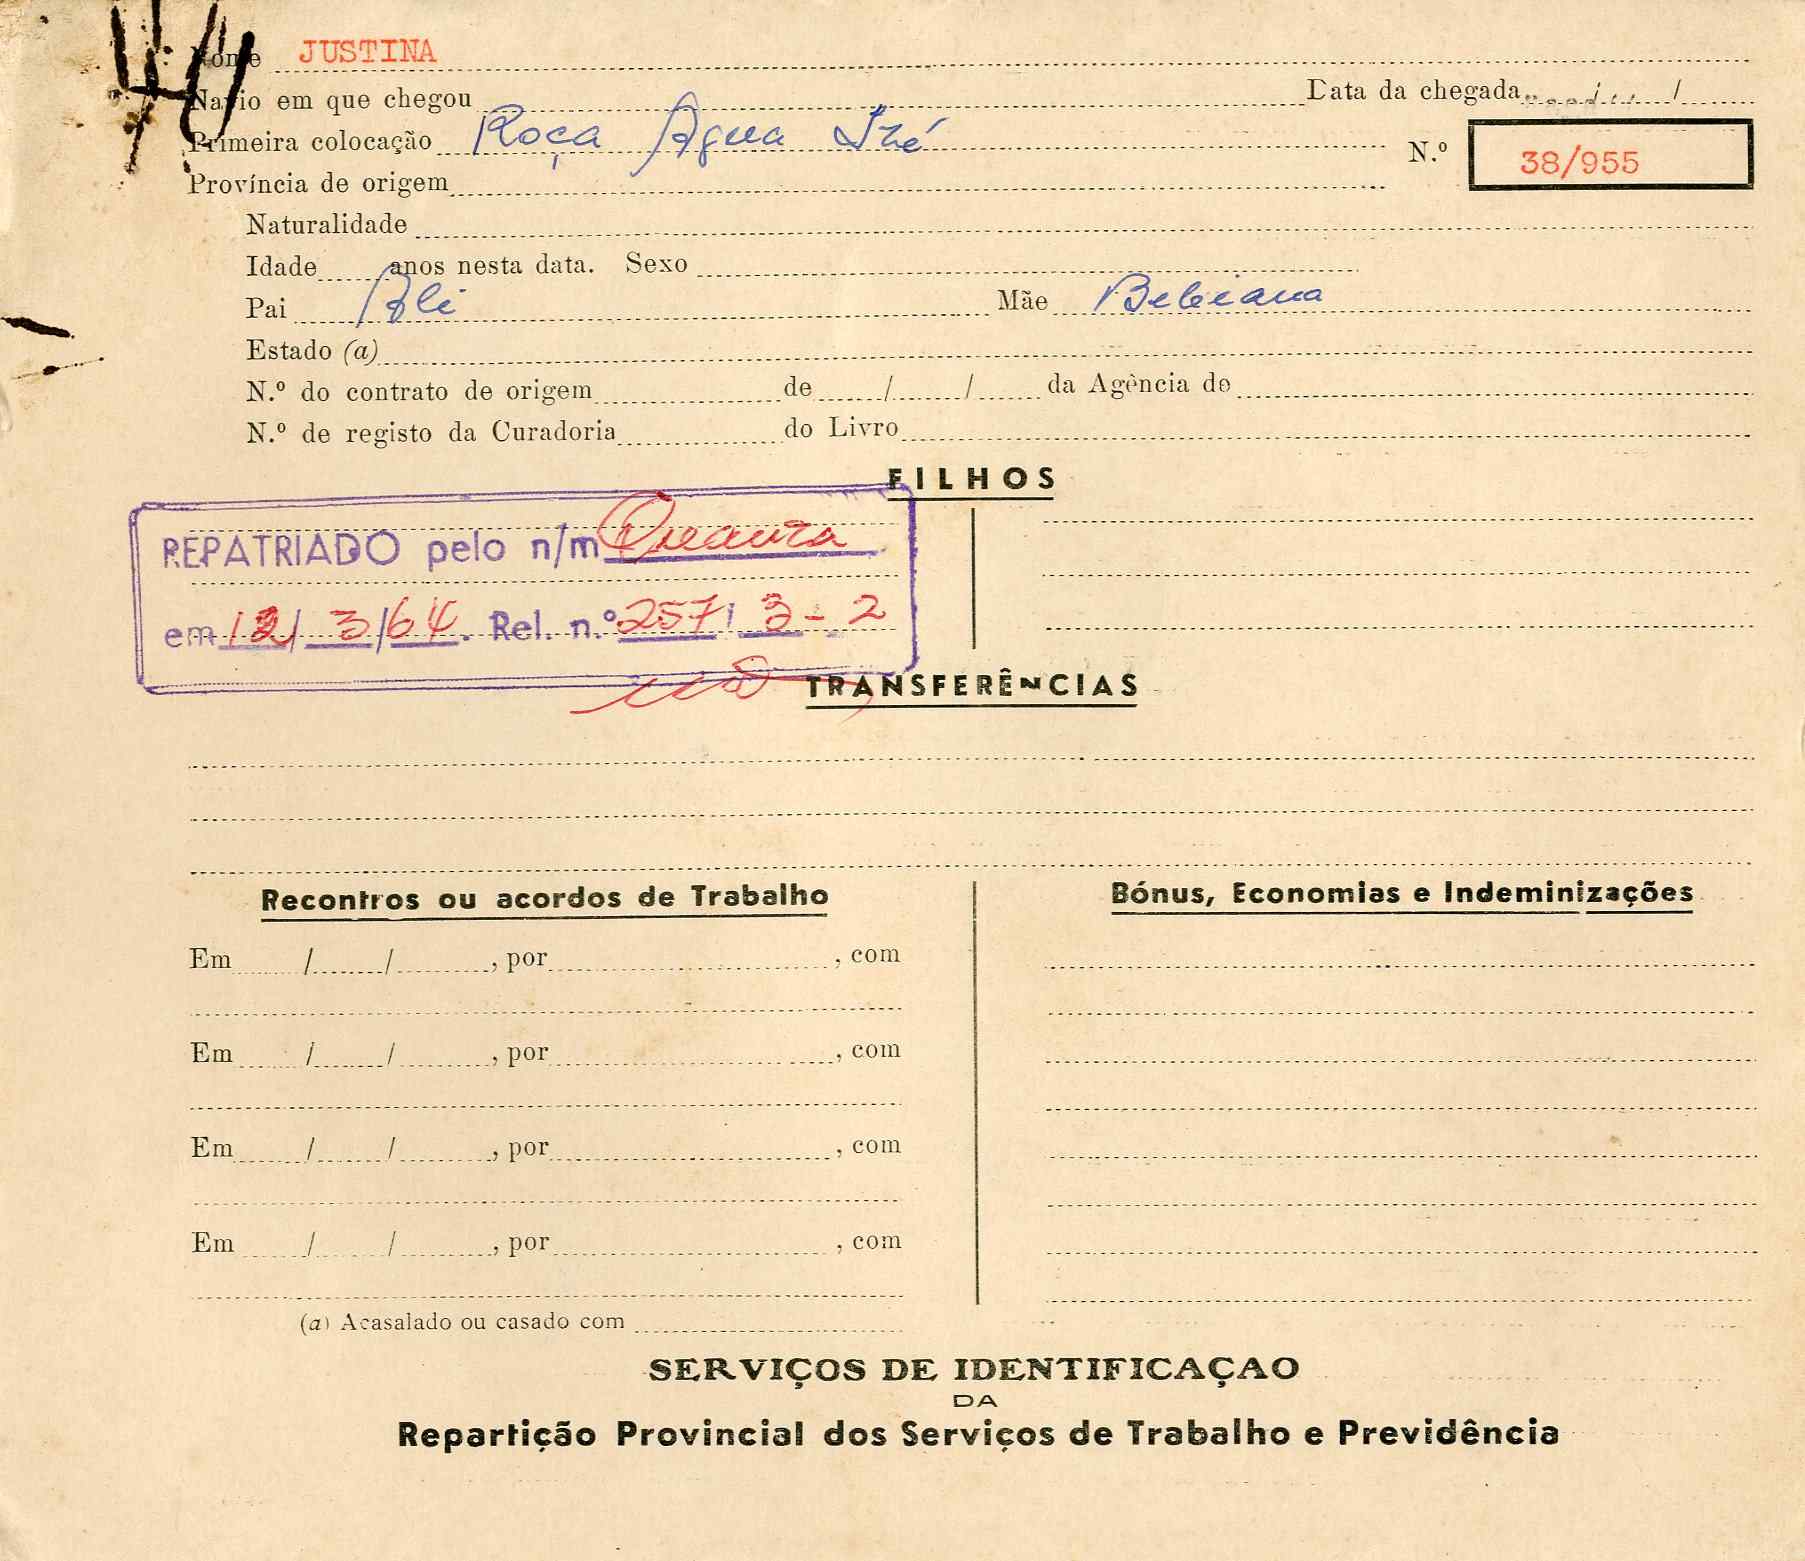 Nome JUSTINA
Navio em que chegou Data da chegada / /
Primeira colocação Roça Agua Izé
N.º 38/955
Província de origem
Naturalidade
Idade anos nesta data. Sexo
Pai Ali Mãe Bebiana
Estado (a)
N.º do contrato de origem de / / da Agência de
N.º de registo da Curadoria do Livro
FILHOS
REPATRIADO pelo n/m Quanza
em 12/ 3/64. Rel. n.º 257/ 3-2
TRANSFERÊNCIAS
Recontros ou acordos de Trabalho
Bónus, Economias e Indeminizações
Em / / , por , com
Em / / , por , com
Em / / , por , com
Em / / , por , com
(a) Acasalado ou casado com
SERVIÇOS DE IDENTIFICAÇAO
DA
Repartição Provincial dos Serviços de Trabalho e Previdência